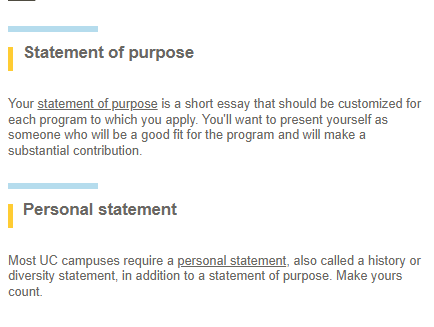 Statement of purpose
Your statement of purpose is a short essay that should be customized for
each program to which you apply. You'll want to present yourself as
someone who will be a good fit for the program and will make a
substantial contribution.
Personal statement
Most UC campuses require a personal statement, also called a history or
diversity statement, in addition to a statement of purpose. Make yours
count.